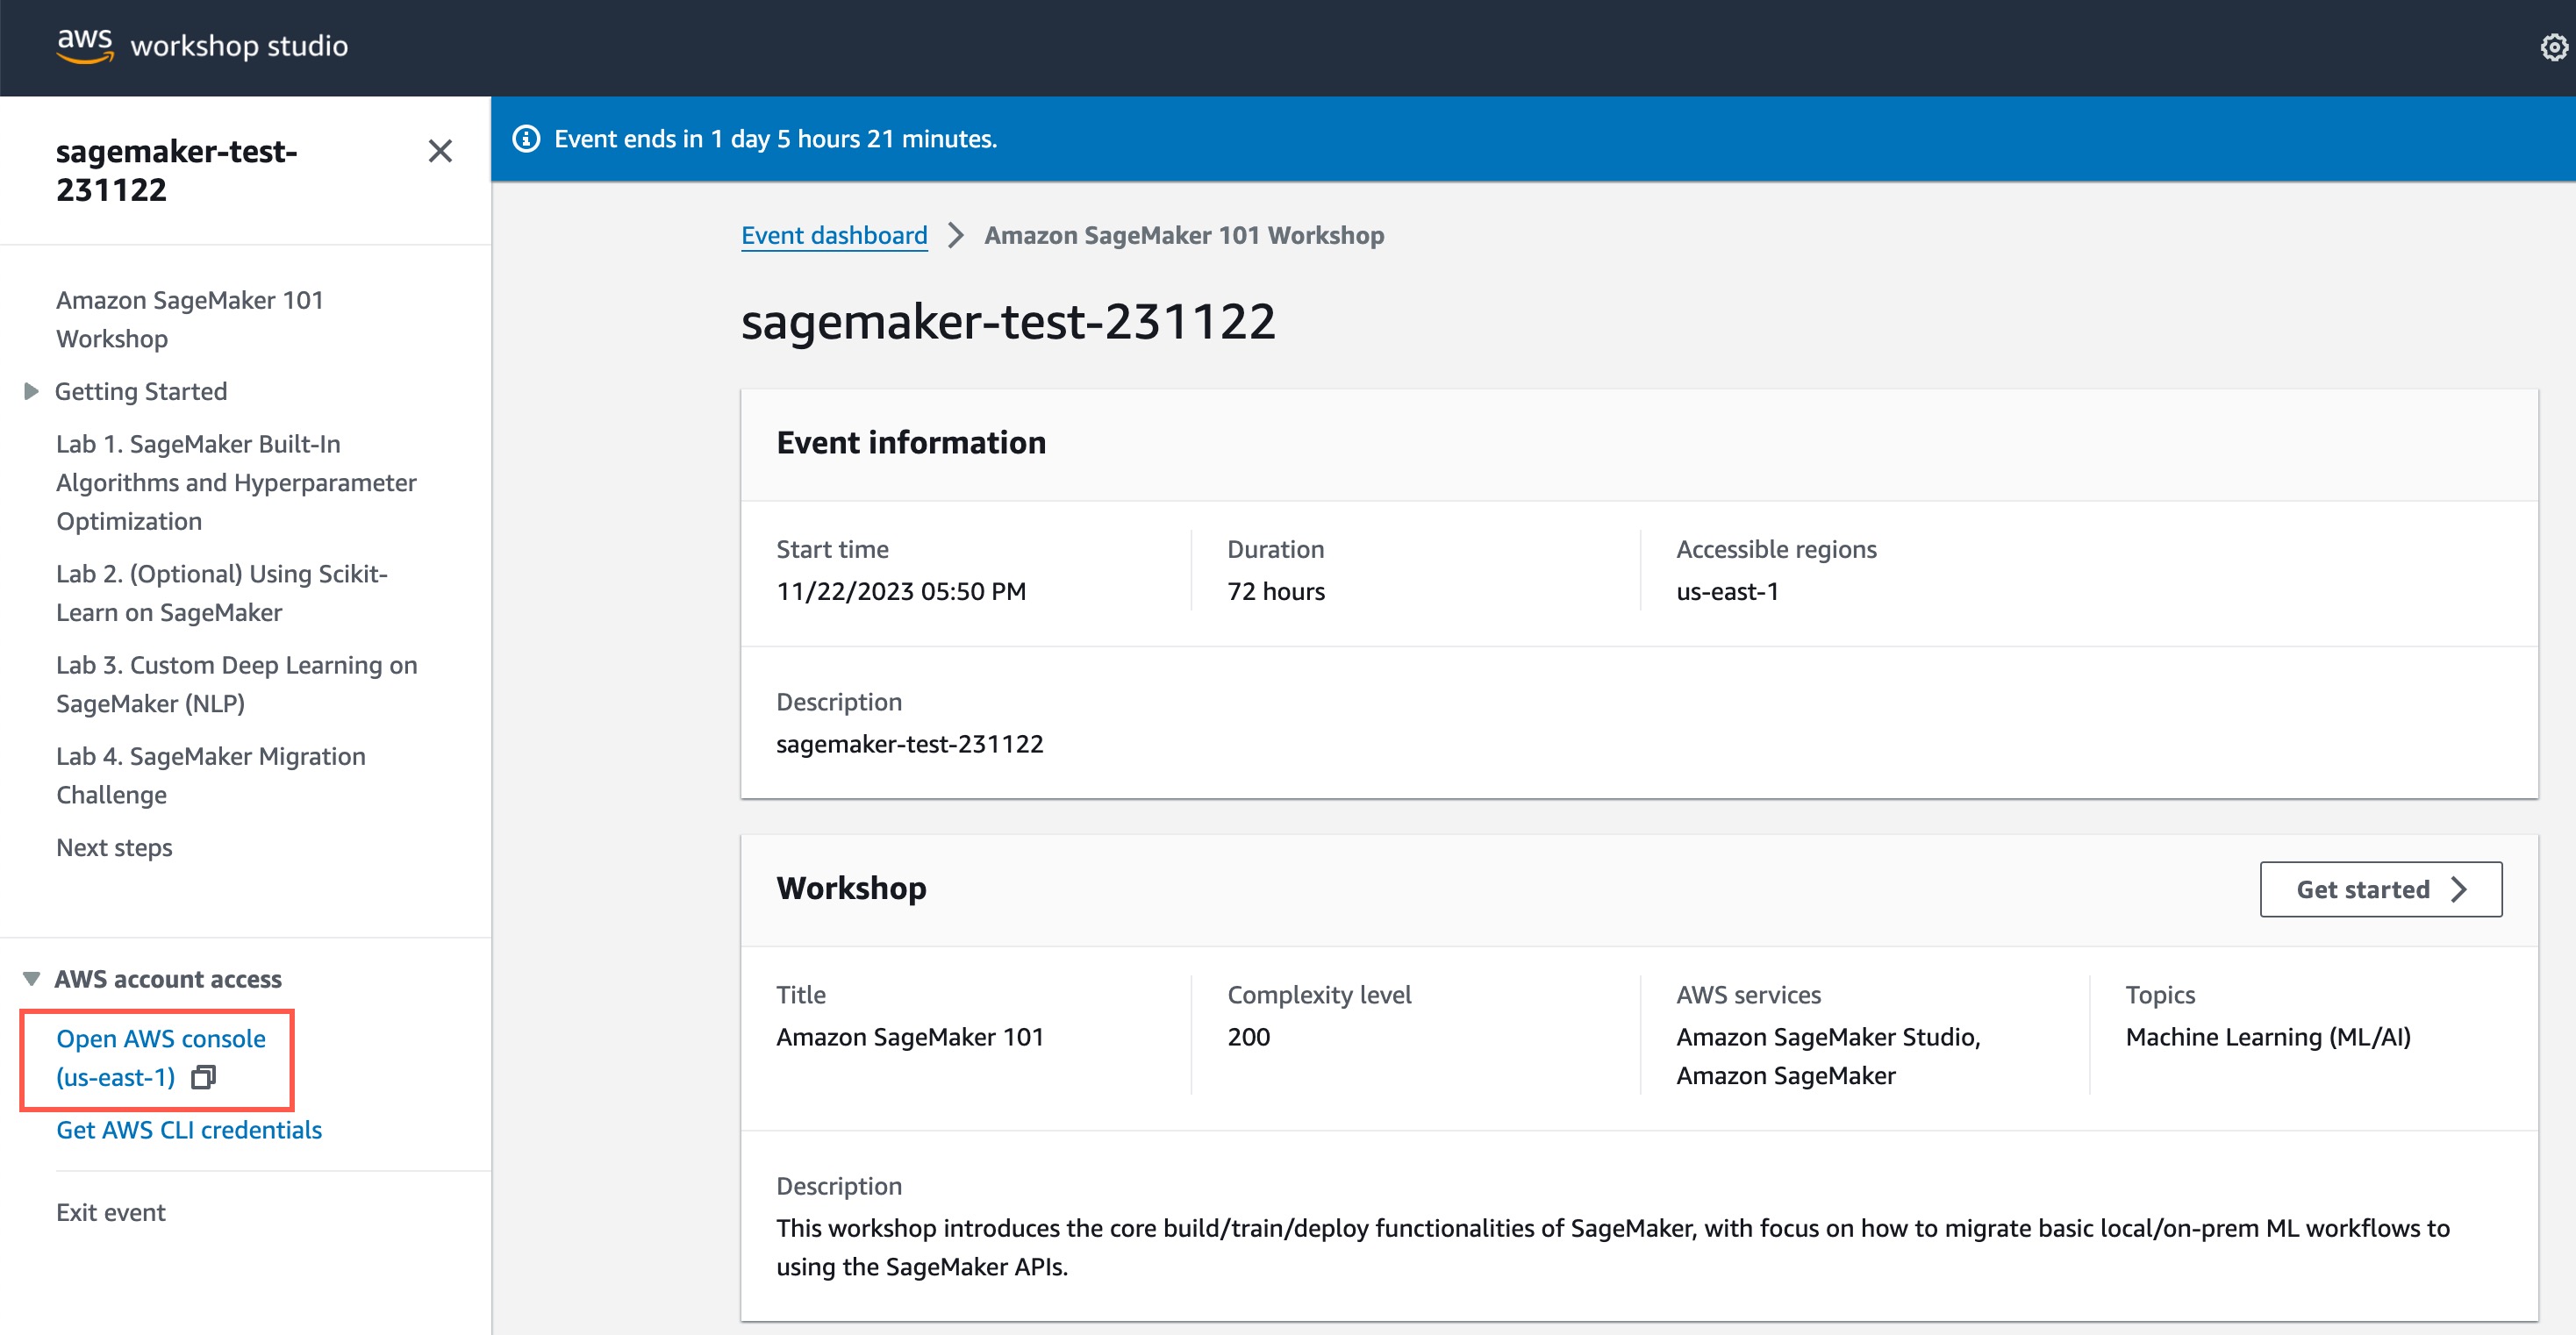 aws workshop studio
sagemaker-test-
231122
Amazon SageMaker 101
Workshop
Getting Started
Lab 1. SageMaker Built-In
Algorithms and Hyperparameter
Optimization
Lab 2. (Optional) Using Scikit-
Learn on SageMaker
Lab 3. Custom Deep Learning on
SageMaker (NLP)
Lab 4. SageMaker Migration
Challenge
Next steps
AWS account access
Open AWS console
(us-east-1)
Get AWS CLI credentials
Exit event
Event ends in 1 day 5 hours 21 minutes.
Event dashboard
Amazon SageMaker 101 Workshop
sagemaker-test-231122
Event information
Start time
11/22/2023 05:50 PM
Duration
72 hours
Accessible regions
us-east-1
Description
sagemaker-test-231122
Workshop
Get started
Title
Amazon SageMaker 101
Complexity level
200
AWS services
Amazon SageMaker Studio,
Amazon SageMaker
Topics
Machine Learning (ML/AI)
Description
This workshop introduces the core build/train/deploy functionalities of SageMaker, with focus on how to migrate basic local/on-prem ML workflows to
using the SageMaker APIs.